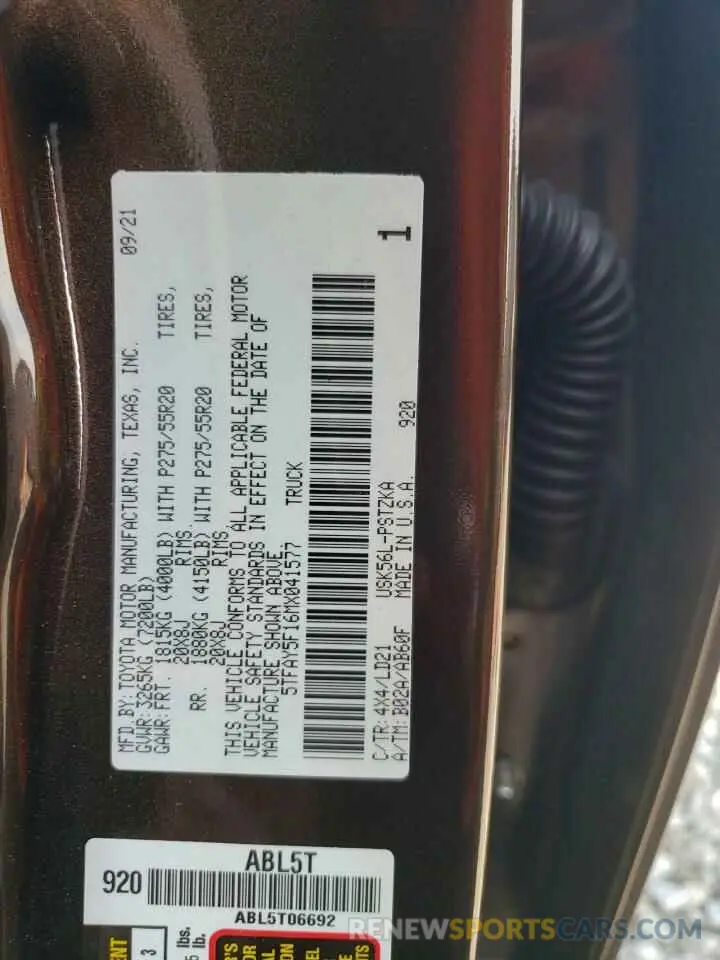 MFD BY: TOYOTA MOTOR MANUFACTURING, TEXAS, INC. 09/21
GVWR: 3265KG (7200LB)
GAWR: FRT. 1815KG (4000LB) WITH P275/55R20 TIRES,
20X8J RIMS.
RR. 1880KG (4150LB) WITH P275/55R20 TIRES,
20X8J RIMS.
THIS VEHICLE CONFORMS TO ALL APPLICABLE FEDERAL MOTOR
VEHICLE SAFETY STANDARDS IN EFFECT ON THE DATE OF
MANUFACTURE SHOWN ABOVE.
5TFAY5F16MX041577 TRUCK
1
C/TR: 4X4/LD21 USK56L-PSTZKA
A/TM: B02A/AB60F MADE IN U.S.A. 920
ABL5T
920
ABL5T06692
3
lbs.
lb.
RENEWSPORTSCARS.COM